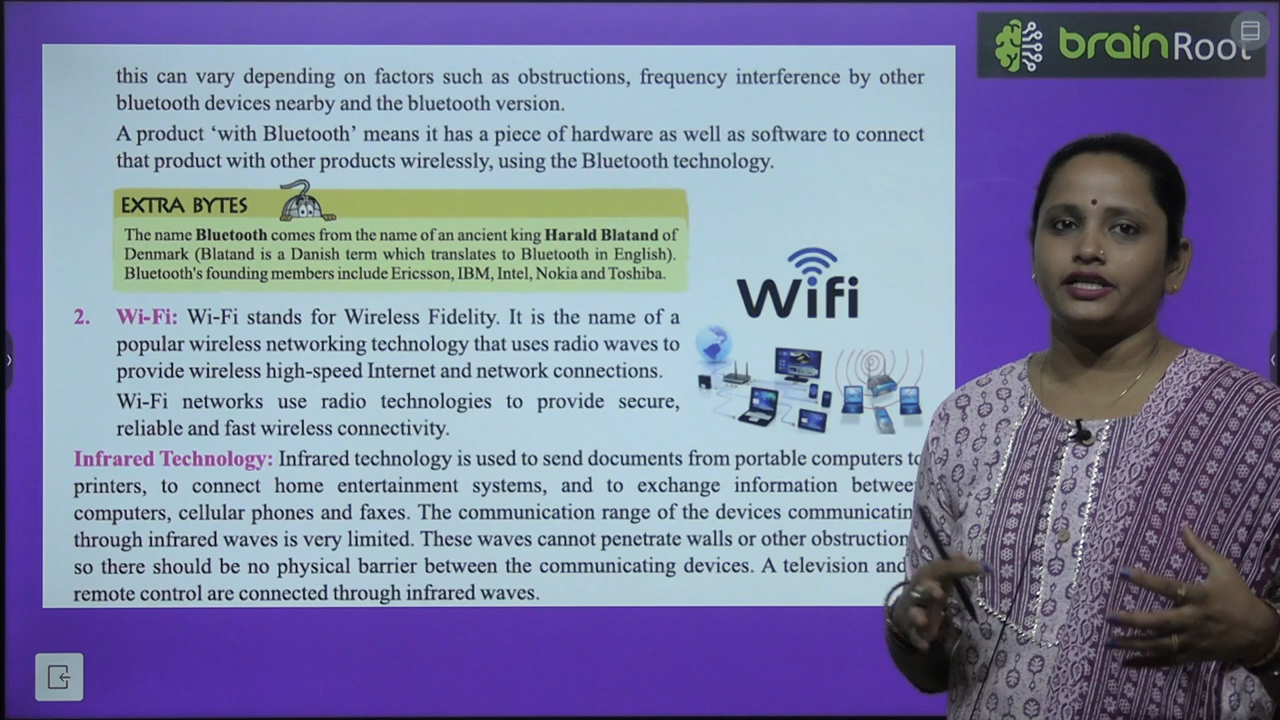 brainRoot
this can vary depending on factors such as obstructions, frequency interference by other
bluetooth devices nearby and the bluetooth version.
A product ‘with Bluetooth’ means it has a piece of hardware as well as software to connect
that product with other products wirelessly, using the Bluetooth technology.
EXTRA BYTES
The name Bluetooth comes from the name of an ancient king Harald Blatand of
Denmark (Blatand is a Danish term which translates to Bluetooth in English).
Bluetooth's founding members include Ericsson, IBM, Intel, Nokia and Toshiba.
Wifi
2. Wi-Fi: Wi-Fi stands for Wireless Fidelity. It is the name of a
popular wireless networking technology that uses radio waves to
provide wireless high-speed Internet and network connections.
Wi-Fi networks use radio technologies to provide secure,
reliable and fast wireless connectivity.
Infrared Technology: Infrared technology is used to send documents from portable computers to
printers, to connect home entertainment systems, and to exchange information between
computers, cellular phones and faxes. The communication range of the devices communicatin
through infrared waves is very limited. These waves cannot penetrate walls or other obstruction
so there should be no physical barrier between the communicating devices. A television and
remote control are connected through infrared waves.